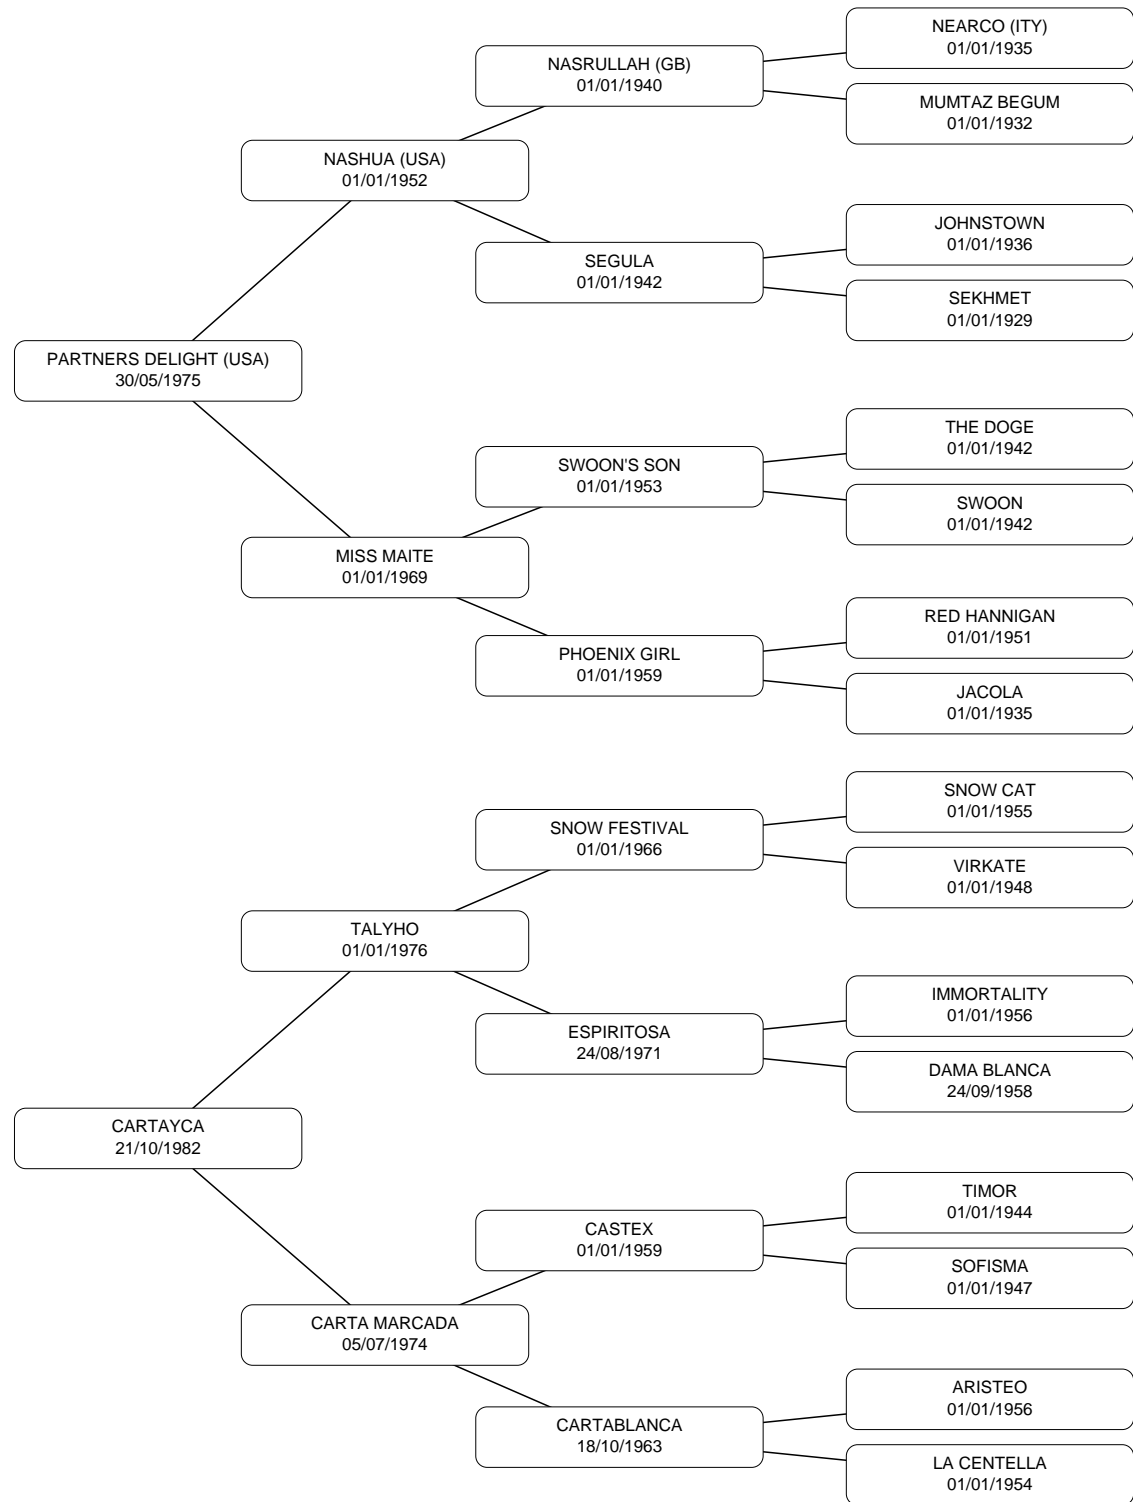 NEARCO (ITY)
01/01/1935
NASRULLAH (GB)
01/01/1940
MUMTAZ BEGUM
01/01/1932
NASHUA (USA)
01/01/1952
JOHNSTOWN
01/01/1936
SEGULA
01/01/1942
SEKHMET
01/01/1929
PARTNERS DELIGHT (USA)
30/05/1975
THE DOGE
01/01/1942
SWOON'S SON
01/01/1953
SWOON
01/01/1942
MISS MAITE
01/01/1969
RED HANNIGAN
01/01/1951
PHOENIX GIRL
01/01/1959
JACOLA
01/01/1935
SNOW CAT
01/01/1955
SNOW FESTIVAL
01/01/1966
VIRKATE
01/01/1948
TALYHO
01/01/1976
IMMORTALITY
01/01/1956
ESPIRITOSA
24/08/1971
DAMA BLANCA
24/09/1958
CARTAYCA
21/10/1982
TIMOR
01/01/1944
CASTEX
01/01/1959
SOFISMA
01/01/1947
CARTA MARCADA
05/07/1974
ARISTEO
01/01/1956
CARTABLANCA
18/10/1963
LA CENTELLA
01/01/1954